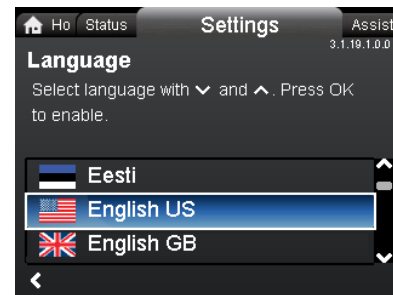 Ho Status Settings Assist
3.1.19.1.0.0
Language
Select language with and . Press OK
to enable.
Eesti
English US
English GB